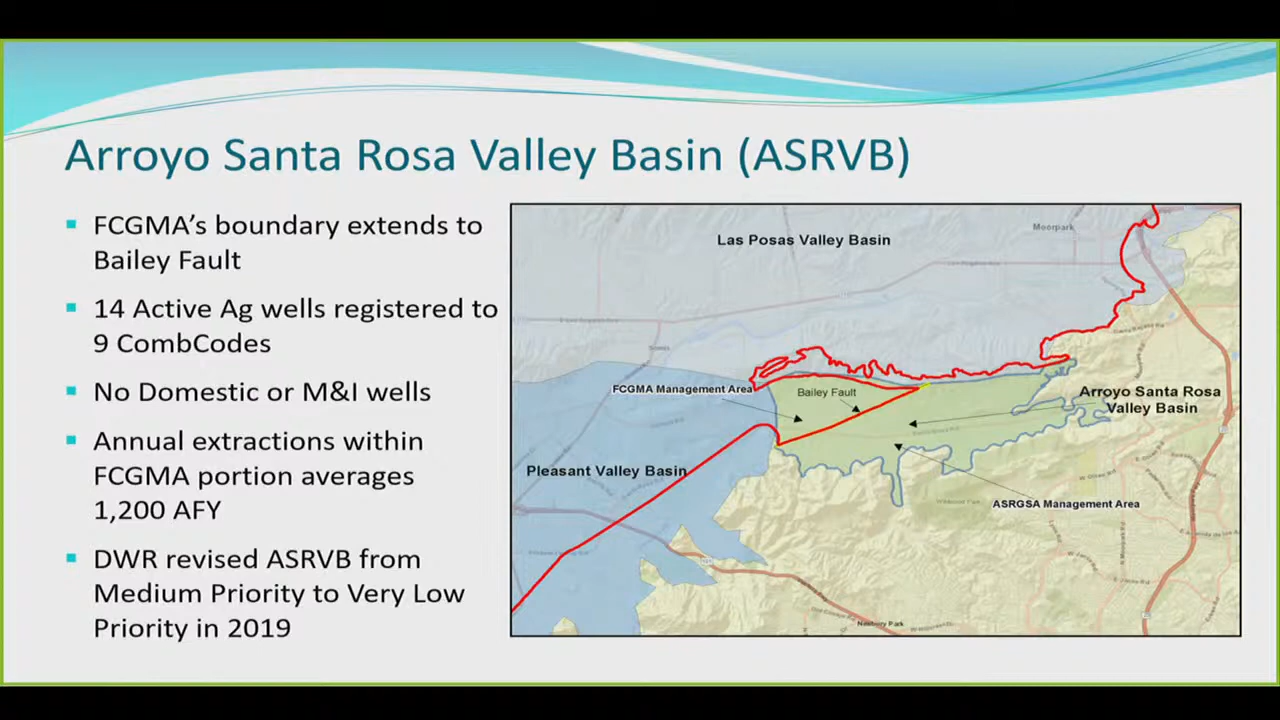 Arroyo Santa Rosa Valley Basin (ASRVB)
FCGMA's boundary extends to
Bailey Fault
14 Active Ag wells registered to
9 CombCodes
No Domestic or M&I wells
Annual extractions within
FCGMA portion averages
1,200 AFY
DWR revised ASRVB from
Medium Priority to Very Low
Priority in 2019
Moorpark
Las Posas Valley Basin
Somis
FCGMA Management Area
Bailey Fault
Arroyo Santa Rosa
Valley Basin
Pleasant Valley Basin
ASRGSA Management Area
Newbury Park